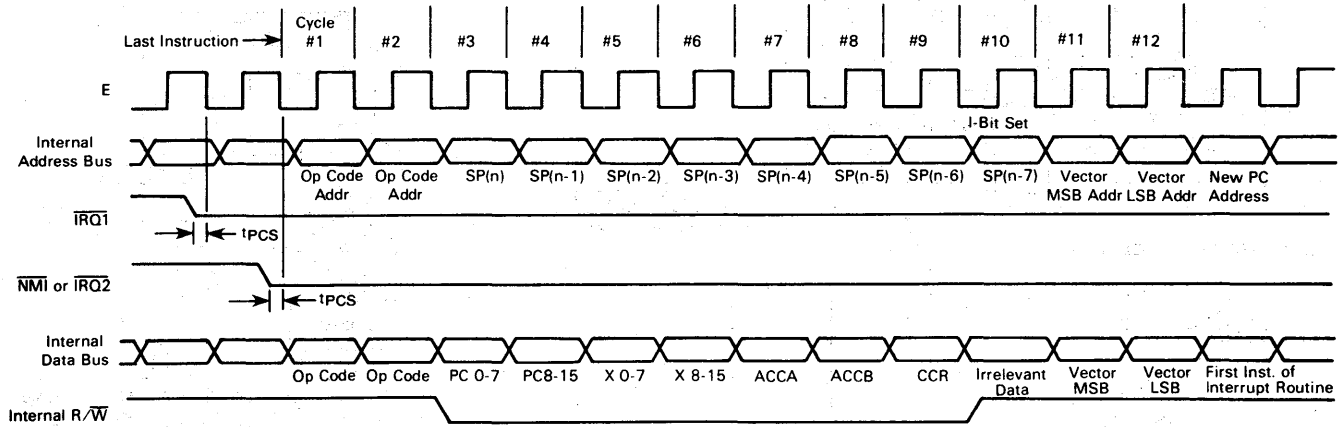 Cycle
Last Instruction #1 #2 #3 #4 #5 #6 #7 #8 #9 #10 #11 #12
E
I-Bit Set
Internal
Address Bus
Op Code Addr Op Code Addr SP(n) SP(n-1) SP(n-2) SP(n-3) SP(n-4) SP(n-5) SP(n-6) SP(n-7) Vector MSB Addr Vector LSB Addr New PC Address
IRQ1
tPCS
NMI or IRQ2
tPCS
Internal
Data Bus
Op Code Op Code PC 0-7 PC8-15 X 0-7 X 8-15 ACCA ACCB CCR Irrelevant Data Vector MSB Vector LSB First Inst. of Interrupt Routine
Internal R/W